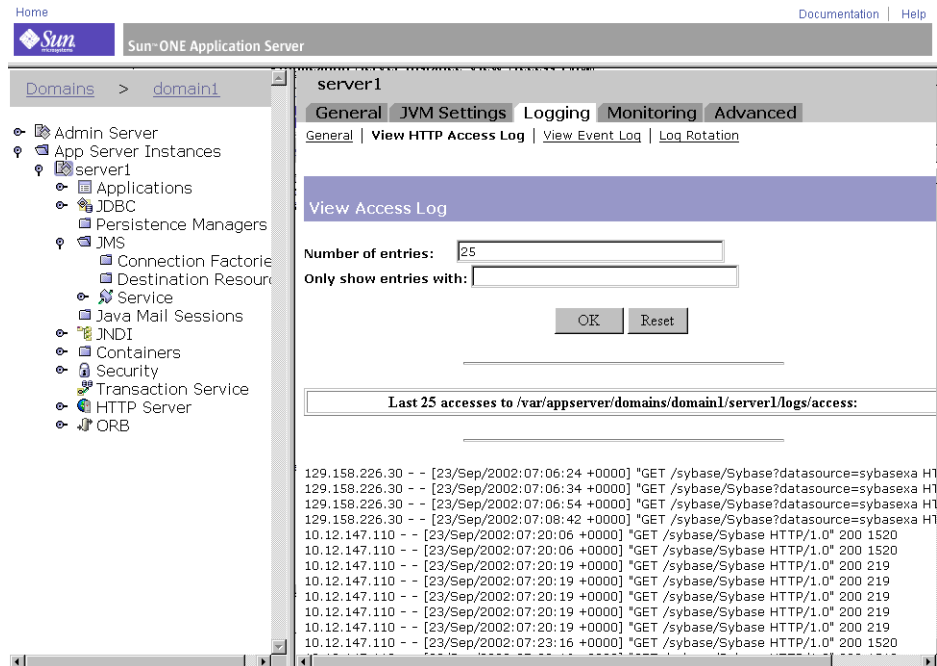 Home
Documentation | Help
Sun microsystems
Sun ONE Application Server
Domains > domain1
Admin Server
App Server Instances
server1
Applications
JDBC
Persistence Managers
JMS
Connection Factorie
Destination Resour
Service
Java Mail Sessions
JNDI
Containers
Security
Transaction Service
HTTP Server
ORB
server1
General JVM Settings Logging Monitoring Advanced
General | View HTTP Access Log | View Event Log | Log Rotation
View Access Log
Number of entries: 25
Only show entries with:
OK Reset
Last 25 accesses to /var/appserver/domains/domain1/server1/logs/access:
129.158.226.30 - - [23/Sep/2002:07:06:24 +0000] "GET /sybase/Sybase?datasource=sybasexa HT
129.158.226.30 - - [23/Sep/2002:07:06:34 +0000] "GET /sybase/Sybase?datasource=sybasexa HT
129.158.226.30 - - [23/Sep/2002:07:06:54 +0000] "GET /sybase/Sybase?datasource=sybasexa HT
129.158.226.30 - - [23/Sep/2002:07:08:42 +0000] "GET /sybase/Sybase?datasource=sybasexa HT
10.12.147.110 - - [23/Sep/2002:07:20:06 +0000] "GET /sybase/Sybase HTTP/1.0" 200 1520
10.12.147.110 - - [23/Sep/2002:07:20:06 +0000] "GET /sybase/Sybase HTTP/1.0" 200 1520
10.12.147.110 - - [23/Sep/2002:07:20:19 +0000] "GET /sybase/Sybase HTTP/1.0" 200 219
10.12.147.110 - - [23/Sep/2002:07:20:19 +0000] "GET /sybase/Sybase HTTP/1.0" 200 219
10.12.147.110 - - [23/Sep/2002:07:20:19 +0000] "GET /sybase/Sybase HTTP/1.0" 200 219
10.12.147.110 - - [23/Sep/2002:07:20:19 +0000] "GET /sybase/Sybase HTTP/1.0" 200 219
10.12.147.110 - - [23/Sep/2002:07:20:19 +0000] "GET /sybase/Sybase HTTP/1.0" 200 219
10.12.147.110 - - [23/Sep/2002:07:23:16 +0000] "GET /sybase/Sybase HTTP/1.0" 200 1520